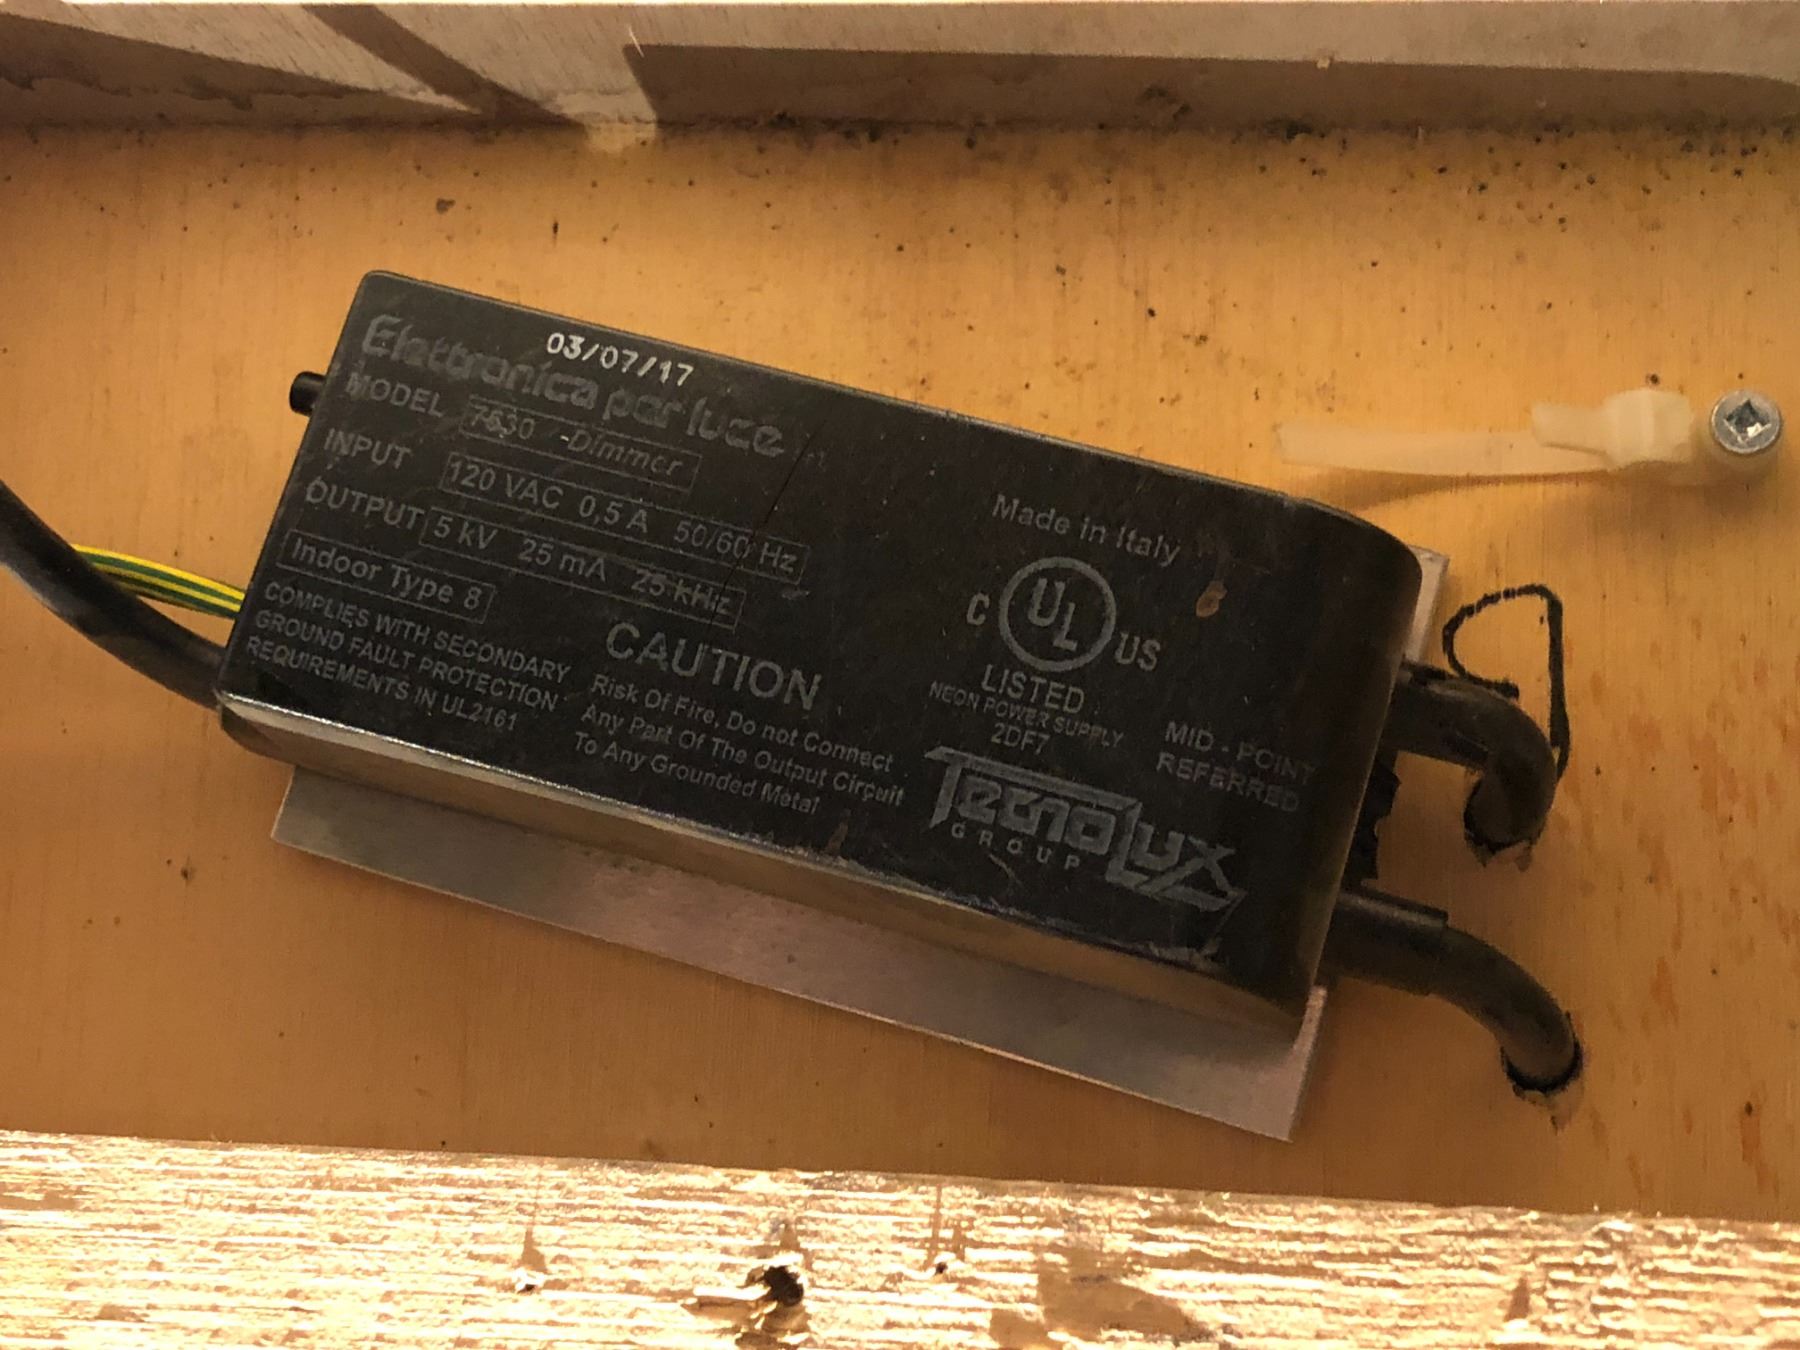 03/07/17
Elettronica per luce
MODEL 7530 -Dimmer
INPUT 120 VAC 0,5 A 50/60 Hz
OUTPUT 5 kV 25 mA 25 kHz
Indoor Type 8
COMPLIES WITH SECONDARY
GROUND FAULT PROTECTION
REQUIREMENTS IN UL2161
CAUTION
Risk Of Fire, Do not Connect
Any Part Of The Output Circuit
To Any Grounded Metal
Made in Italy
C UL US
LISTED
NEON POWER SUPPLY
2DF7
MID - POINT
REFERRED
TECNOLUX
GROUP